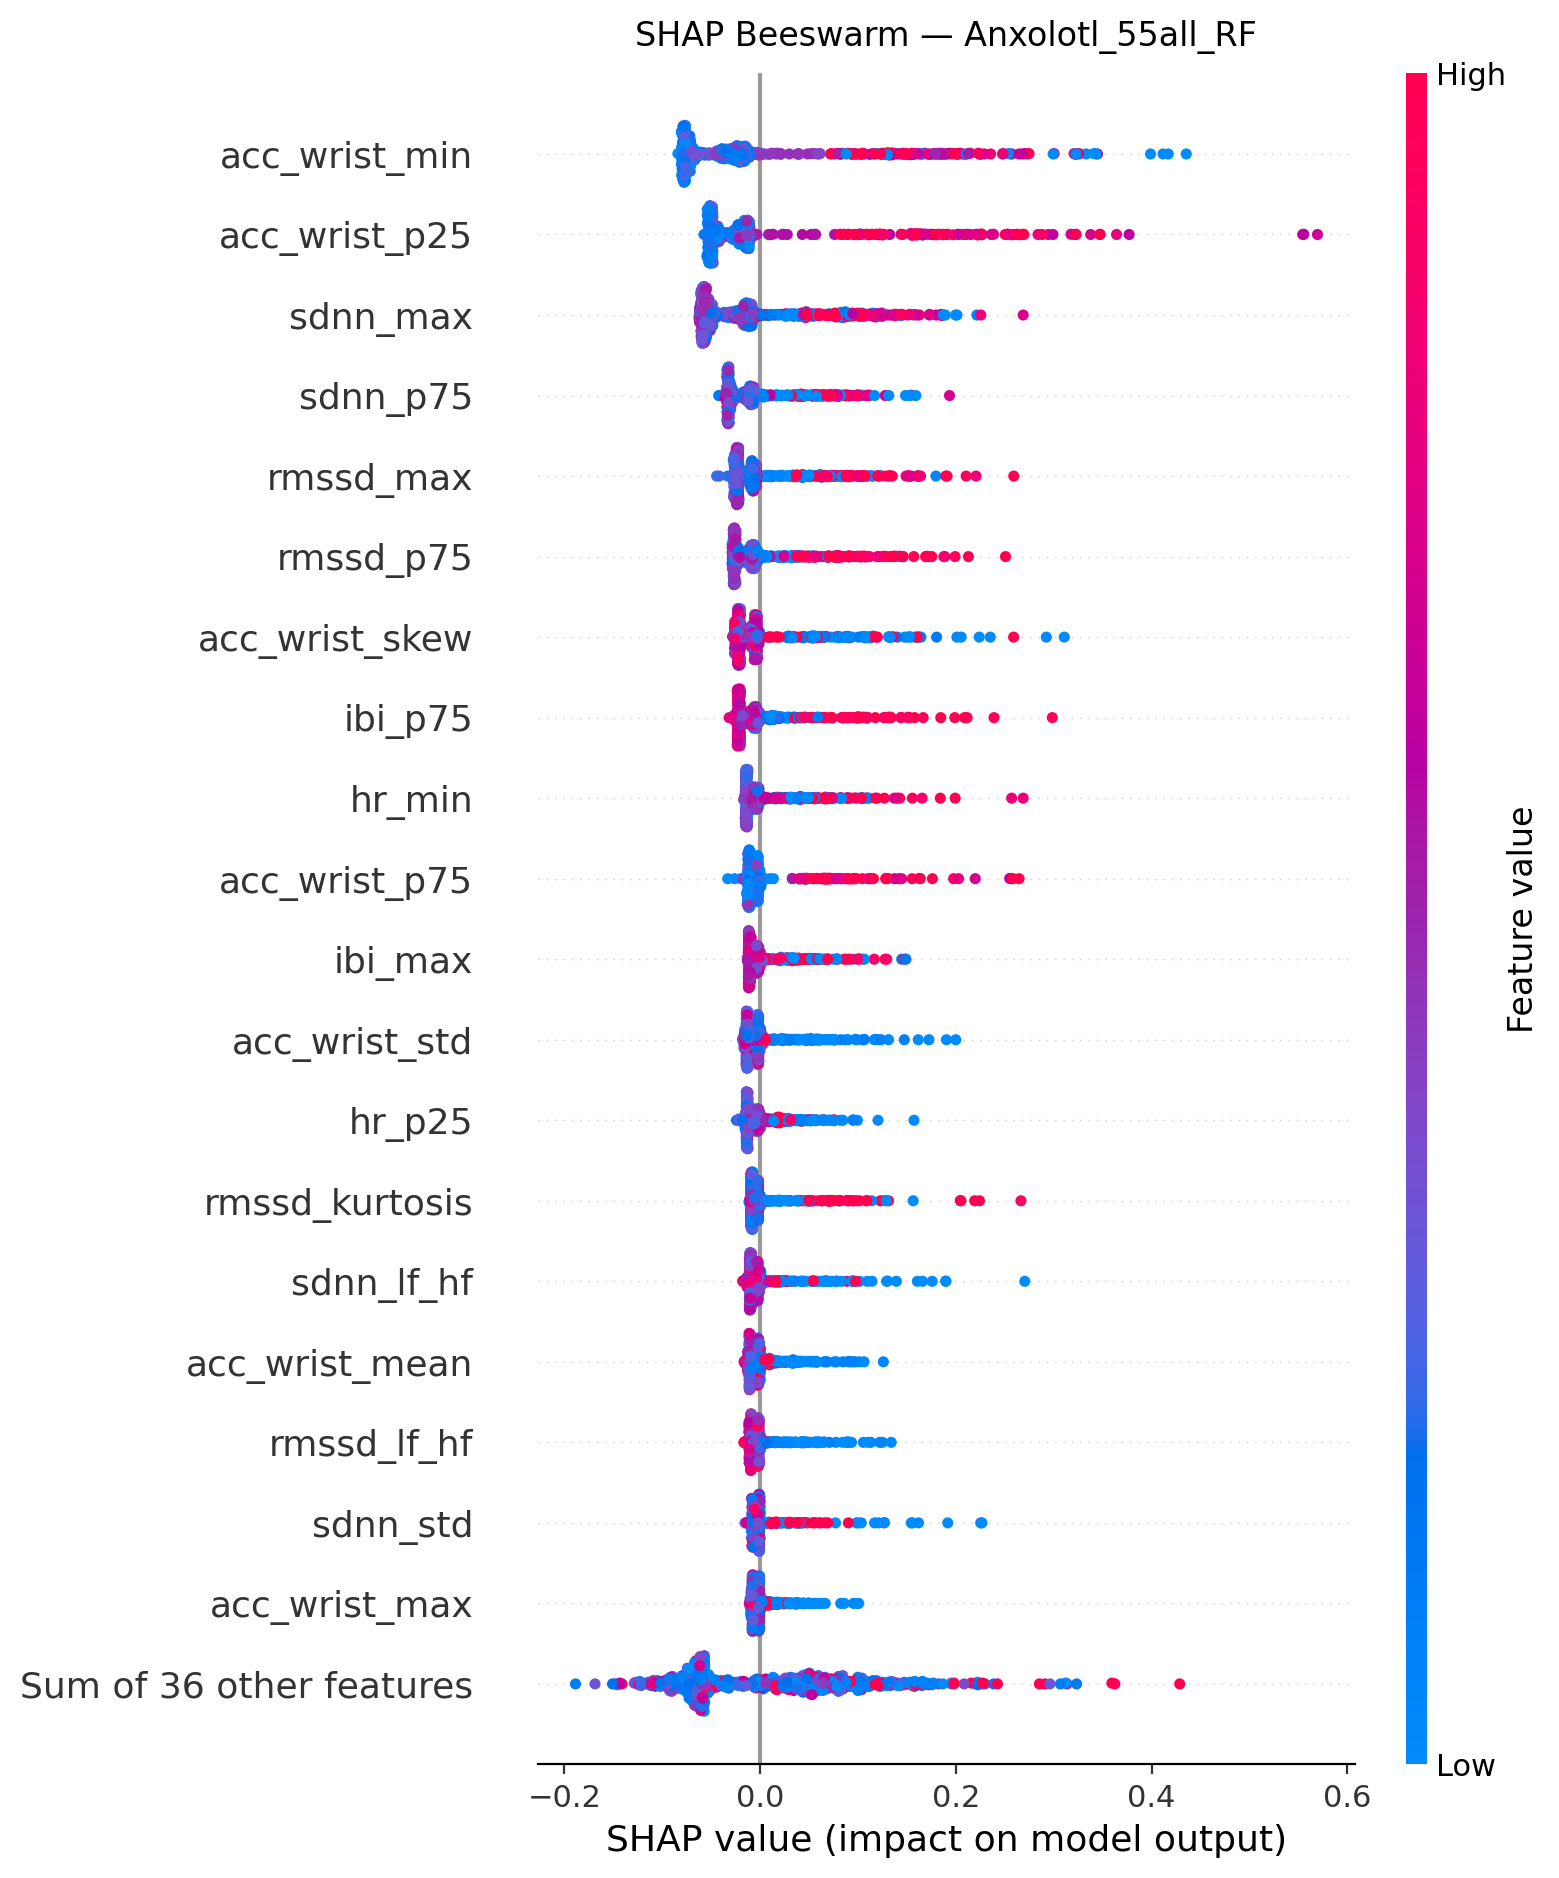 SHAP Beeswarm — Anxolotl_55all_RF
High
acc_wrist_min
acc_wrist_p25
sdnn_max
sdnn_p75
rmssd_max
rmssd_p75
acc_wrist_skew
ibi_p75
hr_min
acc_wrist_p75
ibi_max
acc_wrist_std
hr_p25
rmssd_kurtosis
sdnn_lf_hf
acc_wrist_mean
rmssd_lf_hf
sdnn_std
acc_wrist_max
Sum of 36 other features
Feature value
Low
−0.2 0.0 0.2 0.4 0.6
SHAP value (impact on model output)